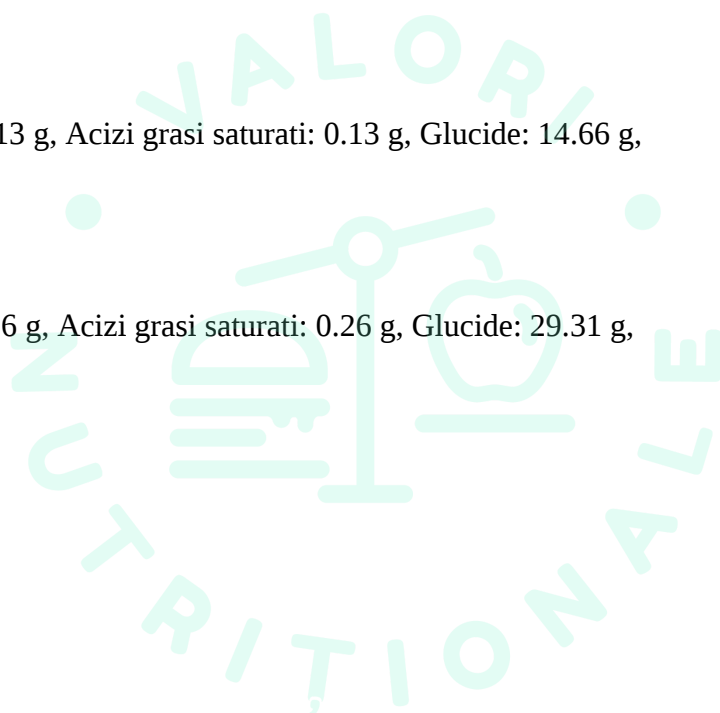 VALORI
13 g, Acizi grasi saturati: 0.13 g, Glucide: 14.66 g,
6 g, Acizi grasi saturati: 0.26 g, Glucide: 29.31 g,
NUTRIȚIONALE